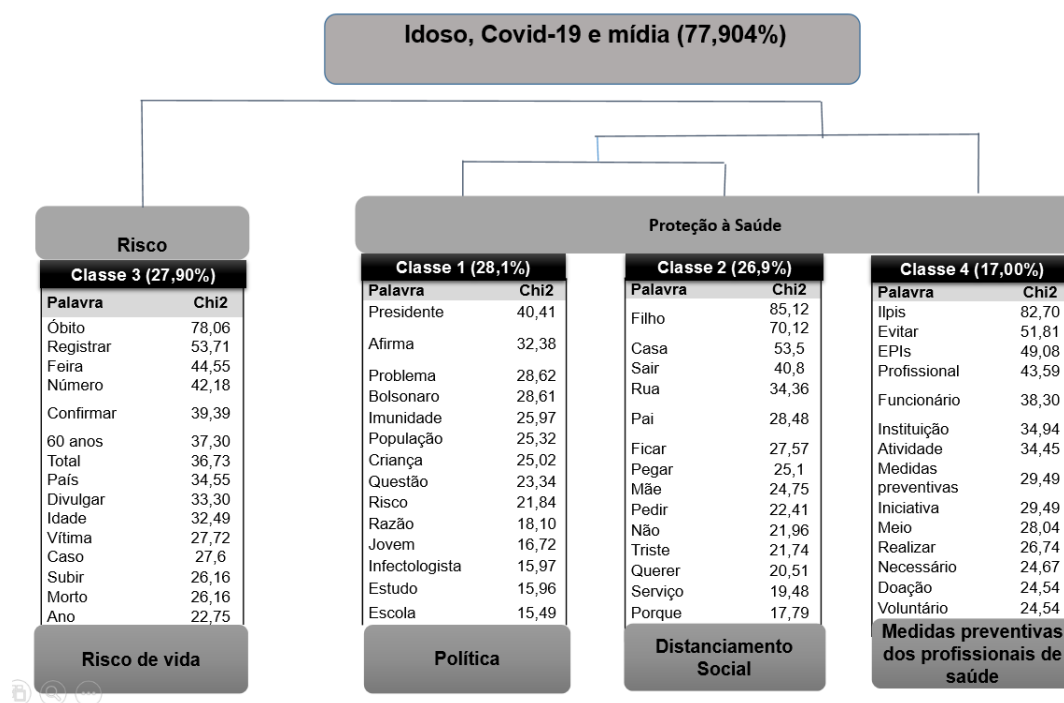 Idoso, Covid-19 e mídia (77,904%)
Risco
Classe 3 (27,90%)
Palavra Chi2
Óbito 78,06
Registrar 53,71
Feira 44,55
Número 42,18
Confirmar 39,39
60 anos 37,30
Total 36,73
País 34,55
Divulgar 33,30
Idade 32,49
Vítima 27,72
Caso 27,6
Subir 26,16
Morto 26,16
Ano 22,75
Risco de vida
Proteção à Saúde
Classe 1 (28,1%)
Palavra Chi2
Presidente 40,41
Afirma 32,38
Problema 28,62
Bolsonaro 28,61
Imunidade 25,97
População 25,32
Criança 25,02
Questão 23,34
Risco 21,84
Razão 18,10
Jovem 16,72
Infectologista 15,97
Estudo 15,96
Escola 15,49
Política
Classe 2 (26,9%)
Palavra Chi2
Filho 85,12
70,12
Casa 53,5
Sair 40,8
Rua 34,36
Pai 28,48
Ficar 27,57
Pegar 25,1
Mãe 24,75
Pedir 22,41
Não 21,96
Triste 21,74
Querer 20,51
Serviço 19,48
Porque 17,79
Distanciamento
Social
Classe 4 (17,00%)
Palavra Chi2
Ilpis 82,70
Evitar 51,81
EPIs 49,08
Profissional 43,59
Funcionário 38,30
Instituição 34,94
Atividade 34,45
Medidas
preventivas 29,49
Iniciativa 29,49
Meio 28,04
Realizar 26,74
Necessário 24,67
Doação 24,54
Voluntário 24,54
Medidas preventivas
dos profissionais de
saúde